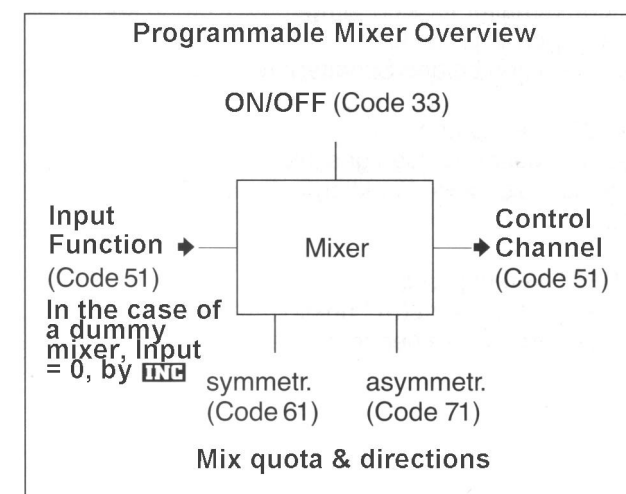 Programmable Mixer Overview
ON/OFF (Code 33)
Input
Function
(Code 51)
In the case of
a dummy
mixer, Input
= 0, by INC
Mixer
Control
Channel
(Code 51)
symmetr.
(Code 61)
asymmetr.
(Code 71)
Mix quota & directions